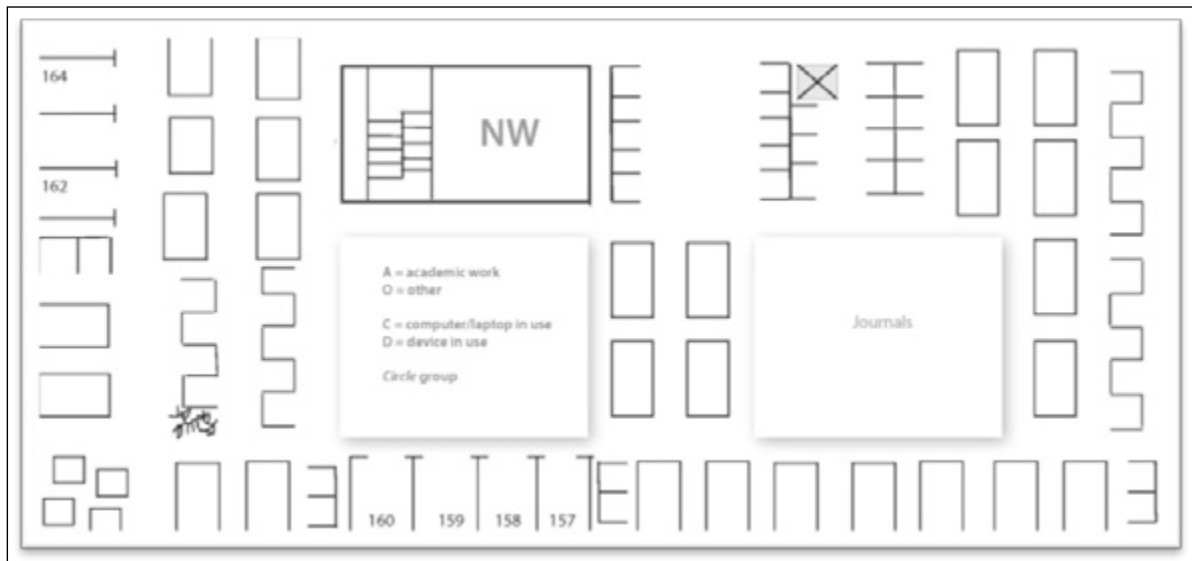 164
NW
162
A = academic work
O = other
C = computer/laptop in use
D = device in use
Circle group
Journals
160
159
158
157